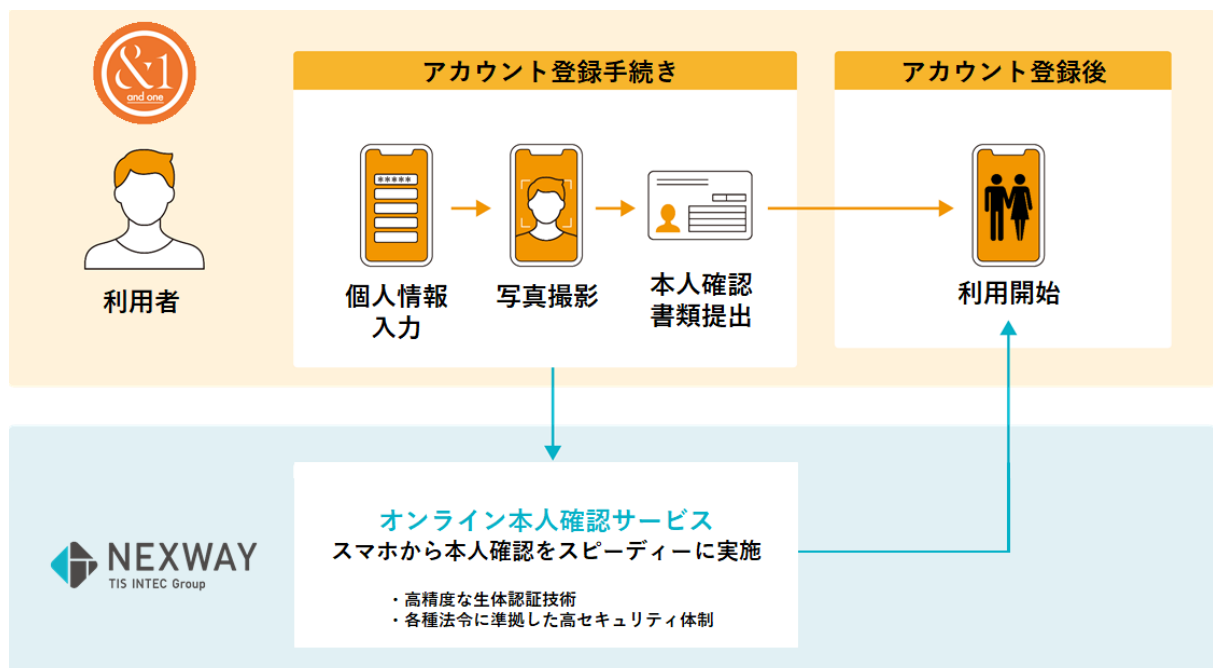 &1
and one
アカウント登録手続き
アカウント登録後
*****
利用者
個人情報
入力
写真撮影
本人確認
書類提出
利用開始
オンライン本人確認サービス
スマホから本人確認をスピーディーに実施
・高精度な生体認証技術
・各種法令に準拠した高セキュリティ体制
NEXWAY
TIS INTEC Group